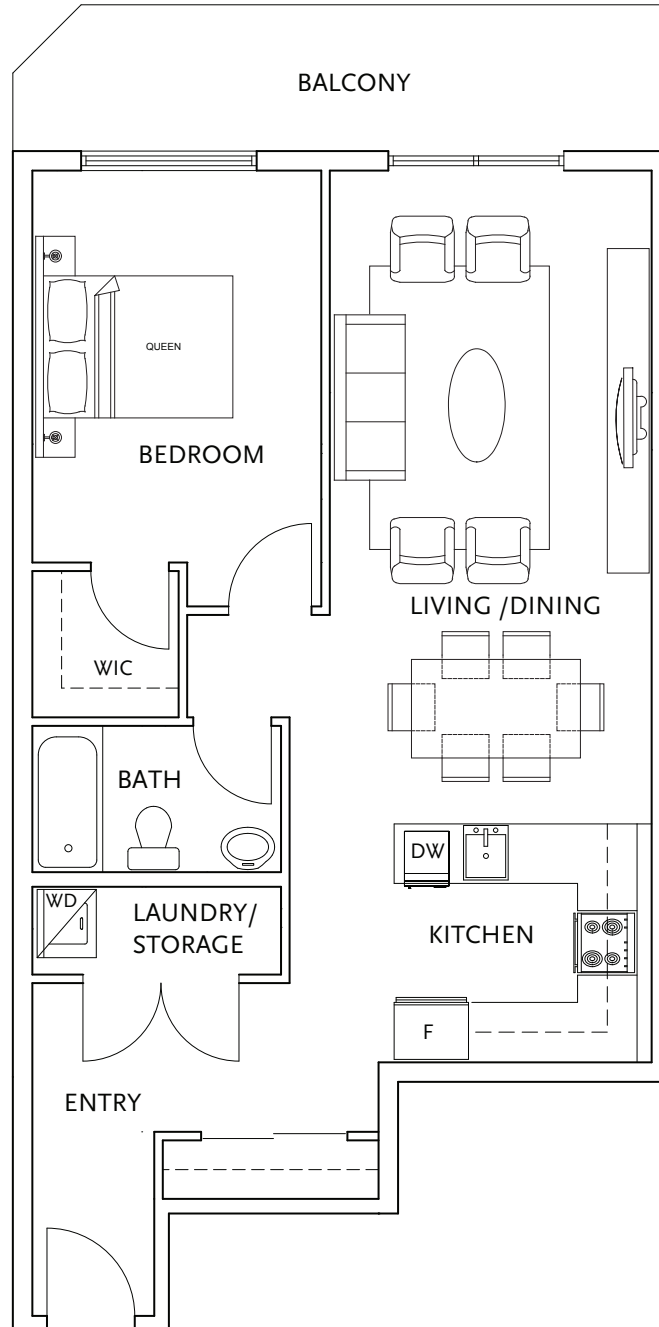 BALCONY
QUEEN
BEDROOM
LIVING /DINING
WIC
BATH
DW
WD
LAUNDRY/
STORAGE
KITCHEN
F
ENTRY